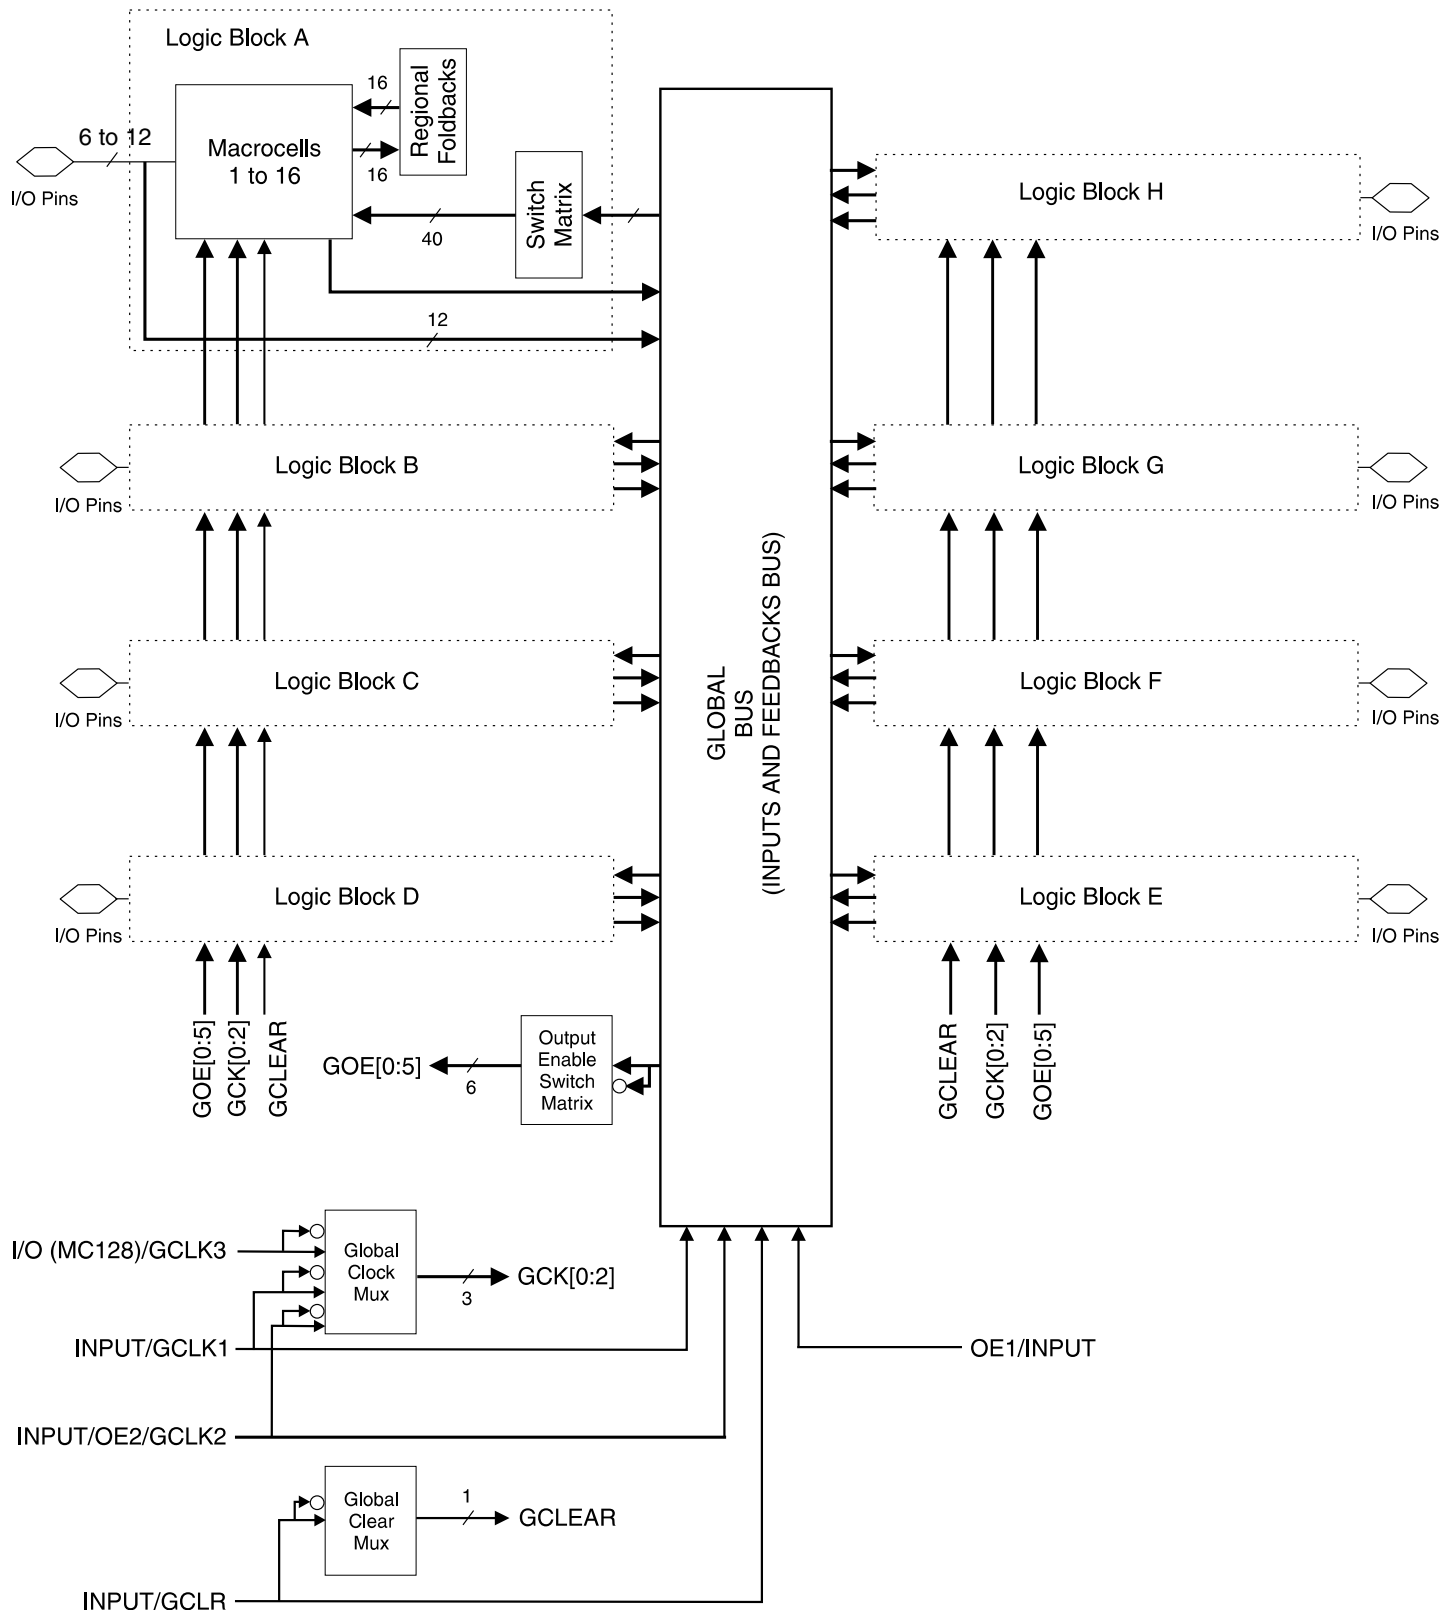 Logic Block A
16
Regional
Foldbacks
6 to 12
Macrocells
1 to 16
16
I/O Pins
40
Switch
Matrix
12
Logic Block H
I/O Pins
Logic Block B
I/O Pins
Logic Block G
I/O Pins
GLOBAL
BUS
(INPUTS AND FEEDBACKS BUS)
Logic Block C
I/O Pins
Logic Block F
I/O Pins
Logic Block D
I/O Pins
Logic Block E
I/O Pins
GOE[0:5]
GCK[0:2]
GCLEAR
GOE[0:5]
6
Output
Enable
Switch
Matrix
GCLEAR
GCK[0:2]
GOE[0:5]
I/O (MC128)/GCLK3
Global
Clock
Mux
3
GCK[0:2]
INPUT/GCLK1
OE1/INPUT
INPUT/OE2/GCLK2
Global
Clear
Mux
1
GCLEAR
INPUT/GCLR